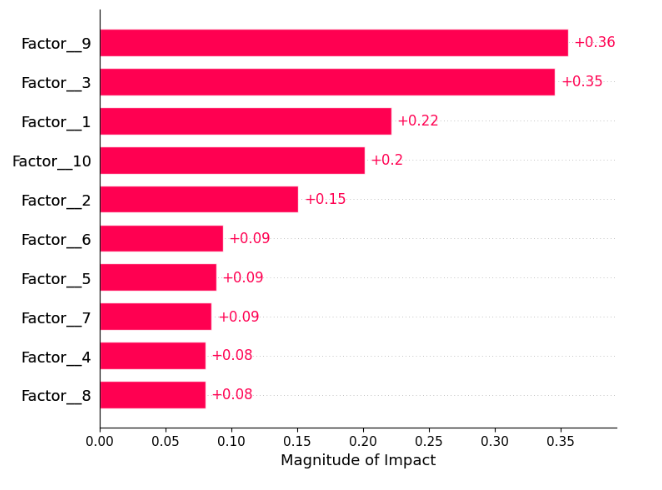 Factor__9 +0.36
Factor__3 +0.35
Factor__1 +0.22
Factor__10 +0.2
Factor__2 +0.15
Factor__6 +0.09
Factor__5 +0.09
Factor__7 +0.09
Factor__4 +0.08
Factor__8 +0.08
0.00 0.05 0.10 0.15 0.20 0.25 0.30 0.35
Magnitude of Impact